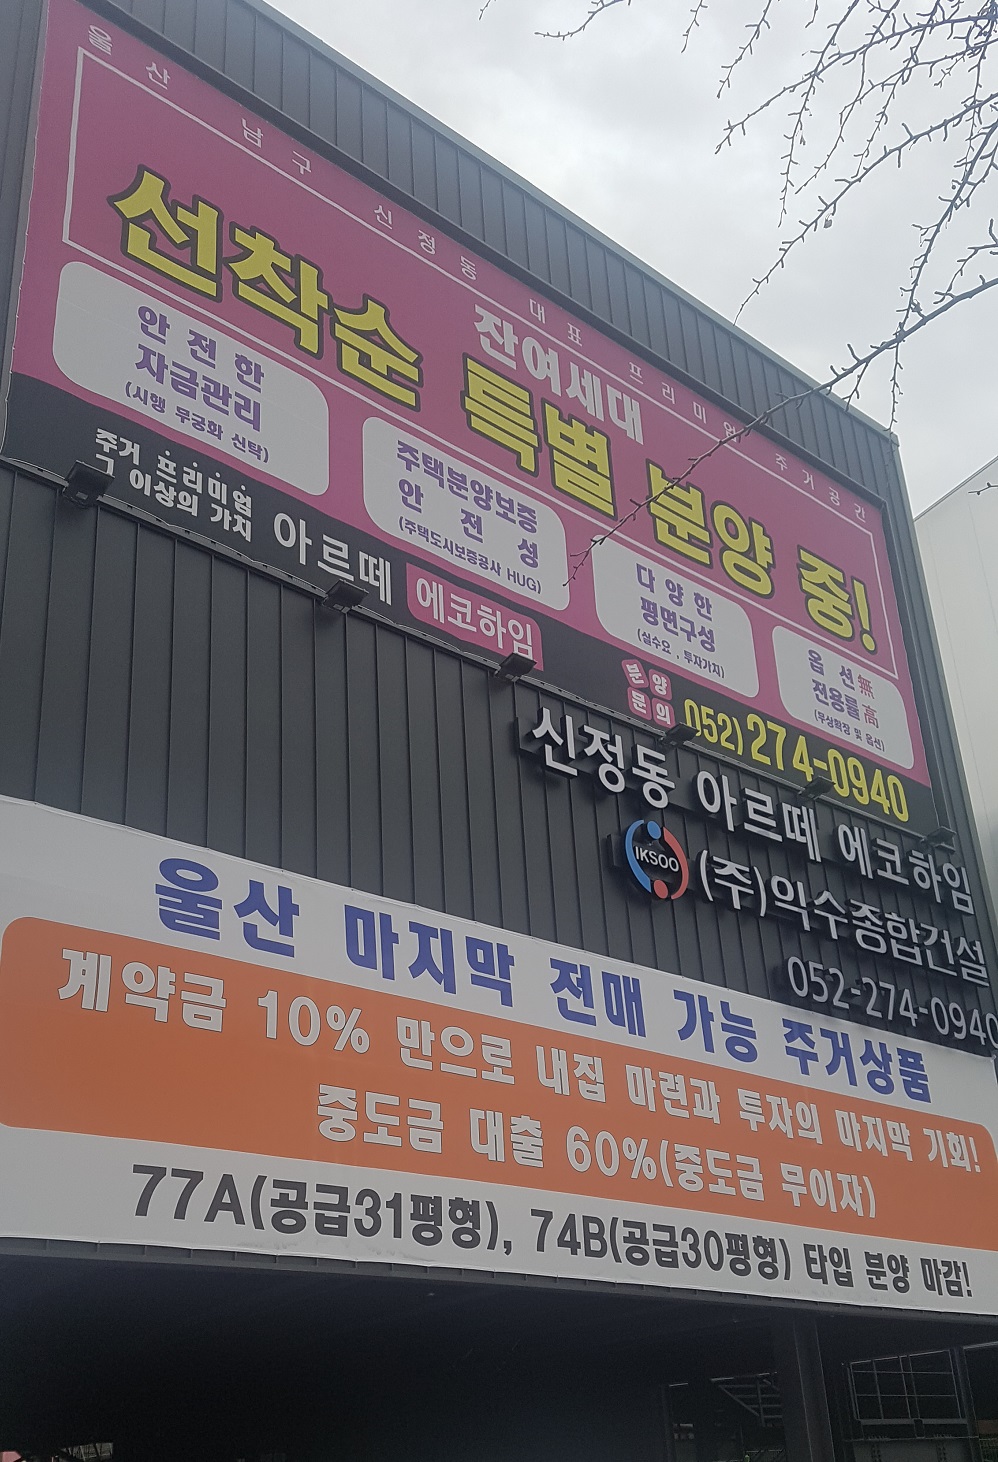 울산 남구 신정동 대표 프리미엄 주거공간
잔여세대
선착순 특별 분양 중!
안전한
자금관리
(시행 무궁화 신탁)
주택분양보증
안전성
(주택도시보증공사 HUG)
다양한
평면구성
(실수요, 투자가치)
옵션無
전용률高
(무상확장 및 옵션)
주거 프리미엄
그 이상의 가치
아르떼 에코하임
분양
문의
052) 274-0940
신정동 아르떼 에코하임
IKSOO (주)익수종합건설
052-274-0940
울산 마지막 전매 가능 주거상품
계약금 10% 만으로 내집 마련과 투자의 마지막 기회!
중도금 대출 60%(중도금 무이자)
77A(공급31평형), 74B(공급30평형) 타입 분양 마감!